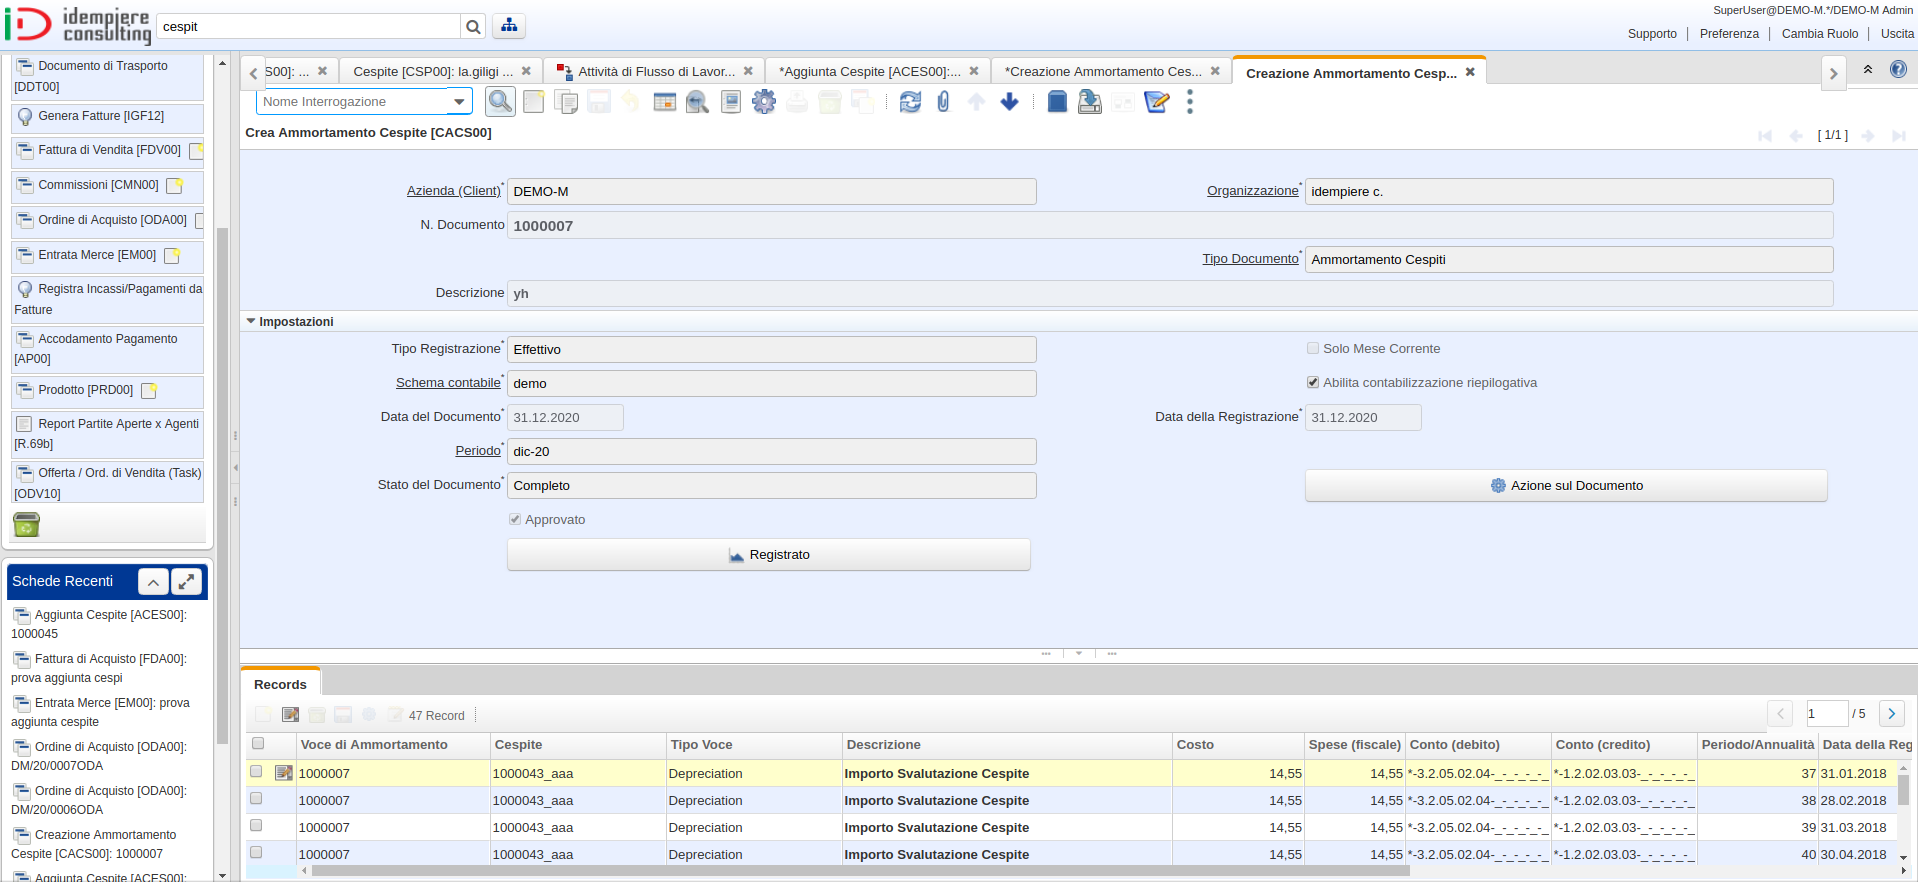 idempiere
consulting
cespit
SuperUser@DEMO-M.*/DEMO-M Admin
Supporto
Preferenza
Cambia Ruolo
Uscita
Documento di Trasporto
[DDT00]
Genera Fatture [IGF12]
Fattura di Vendita [FDV00]
Commissioni [CMN00]
Ordine di Acquisto [ODA00]
Entrata Merce [EM00]
Registra Incassi/Pagamenti da
Fatture
Accodamento Pagamento
[AP00]
Prodotto [PRD00]
Report Partite Aperte x Agenti
[R.69b]
Offerta / Ord. di Vendita (Task)
[ODV10]
Schede Recenti
Aggiunta Cespite [ACES00]:
1000045
Fattura di Acquisto [FDA00]:
prova aggiunta cespi
Entrata Merce [EM00]: prova
aggiunta cespite
Ordine di Acquisto [ODA00]:
DM/20/0007ODA
Ordine di Acquisto [ODA00]:
DM/20/0006ODA
Creazione Ammortamento
Cespite [CACS00]: 1000007
Aggiunta Cespite [ACES00]:
S00]: ...
Cespite [CSP00]: la.giligi ...
Attività di Flusso di Lavor...
*Aggiunta Cespite [ACES00]:...
*Creazione Ammortamento Ces...
Creazione Ammortamento Cesp...
Nome Interrogazione
Crea Ammortamento Cespite [CACS00]
[ 1/1 ]
Azienda (Client)* DEMO-M
Organizzazione* idempiere c.
N. Documento 1000007
Tipo Documento* Ammortamento Cespiti
Descrizione yh
Impostazioni
Tipo Registrazione* Effettivo
Solo Mese Corrente
Schema contabile* demo
Abilita contabilizzazione riepilogativa
Data del Documento* 31.12.2020
Data della Registrazione* 31.12.2020
Periodo* dic-20
Stato del Documento* Completo
Azione sul Documento
Approvato
Registrato
Records
47 Record
1 / 5
Voce di Ammortamento Cespite Tipo Voce Descrizione Costo Spese (fiscale) Conto (debito) Conto (credito) Periodo/Annualità Data della Reg
1000007 1000043_aaa Depreciation Importo Svalutazione Cespite 14,55 14,55 *-3.2.05.02.04-_-_-_-_-_ *-1.2.02.03.03-_-_-_-_-_ 37 31.01.2018
1000007 1000043_aaa Depreciation Importo Svalutazione Cespite 14,55 14,55 *-3.2.05.02.04-_-_-_-_-_ *-1.2.02.03.03-_-_-_-_-_ 38 28.02.2018
1000007 1000043_aaa Depreciation Importo Svalutazione Cespite 14,55 14,55 *-3.2.05.02.04-_-_-_-_-_ *-1.2.02.03.03-_-_-_-_-_ 39 31.03.2018
1000007 1000043_aaa Depreciation Importo Svalutazione Cespite 14,55 14,55 *-3.2.05.02.04-_-_-_-_-_ *-1.2.02.03.03-_-_-_-_-_ 40 30.04.2018